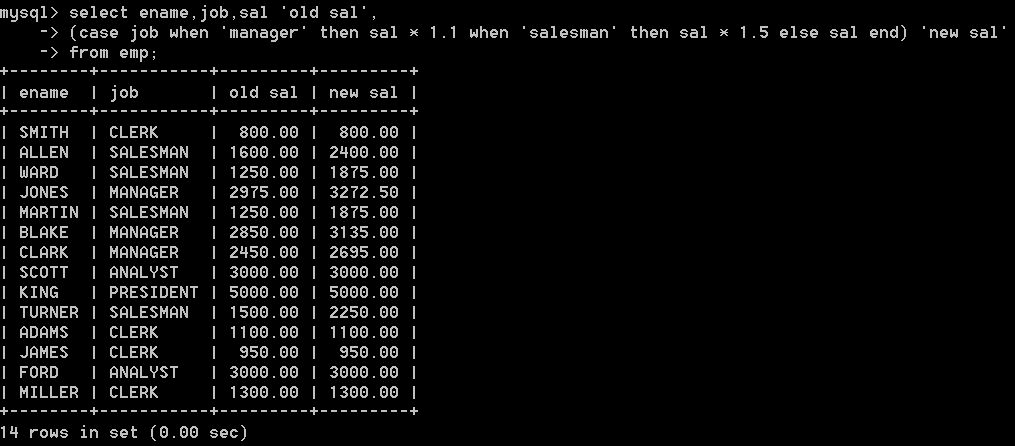 mysql> select ename,job,sal 'old sal',
    -> (case job when 'manager' then sal * 1.1 when 'salesman' then sal * 1.5 else sal end) 'new sal'
    -> from emp;
+--------+-----------+---------+---------+
| ename  | job       | old sal | new sal |
+--------+-----------+---------+---------+
| SMITH  | CLERK     |  800.00 |  800.00 |
| ALLEN  | SALESMAN  | 1600.00 | 2400.00 |
| WARD   | SALESMAN  | 1250.00 | 1875.00 |
| JONES  | MANAGER   | 2975.00 | 3272.50 |
| MARTIN | SALESMAN  | 1250.00 | 1875.00 |
| BLAKE  | MANAGER   | 2850.00 | 3135.00 |
| CLARK  | MANAGER   | 2450.00 | 2695.00 |
| SCOTT  | ANALYST   | 3000.00 | 3000.00 |
| KING   | PRESIDENT | 5000.00 | 5000.00 |
| TURNER | SALESMAN  | 1500.00 | 2250.00 |
| ADAMS  | CLERK     | 1100.00 | 1100.00 |
| JAMES  | CLERK     |  950.00 |  950.00 |
| FORD   | ANALYST   | 3000.00 | 3000.00 |
| MILLER | CLERK     | 1300.00 | 1300.00 |
+--------+-----------+---------+---------+
14 rows in set (0.00 sec)